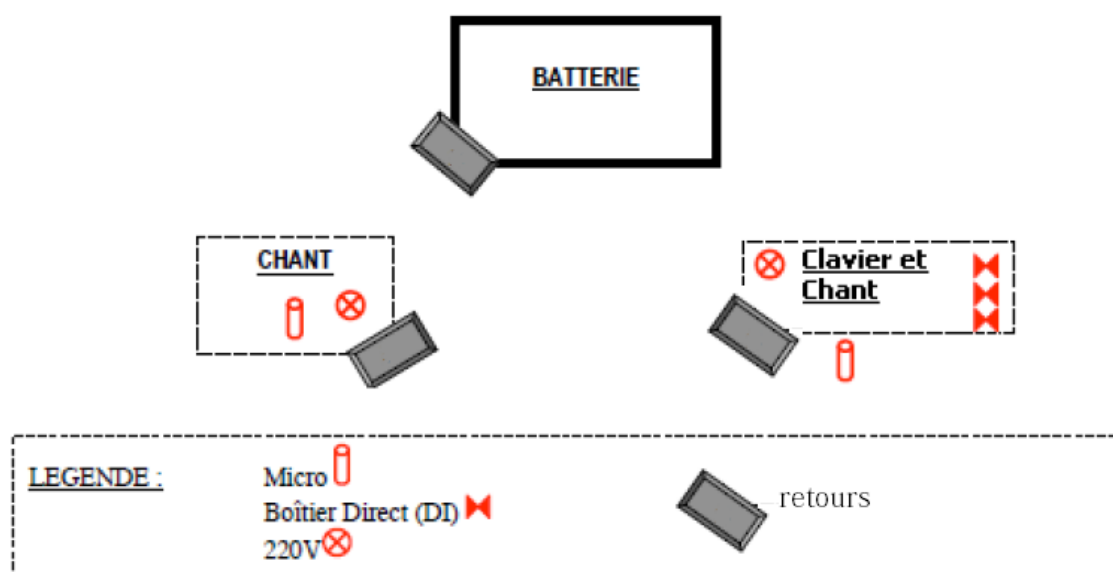 BATTERIE
CHANT
Clavier et
Chant
LEGENDE :
Micro
Boîtier Direct (DI)
220V
retours